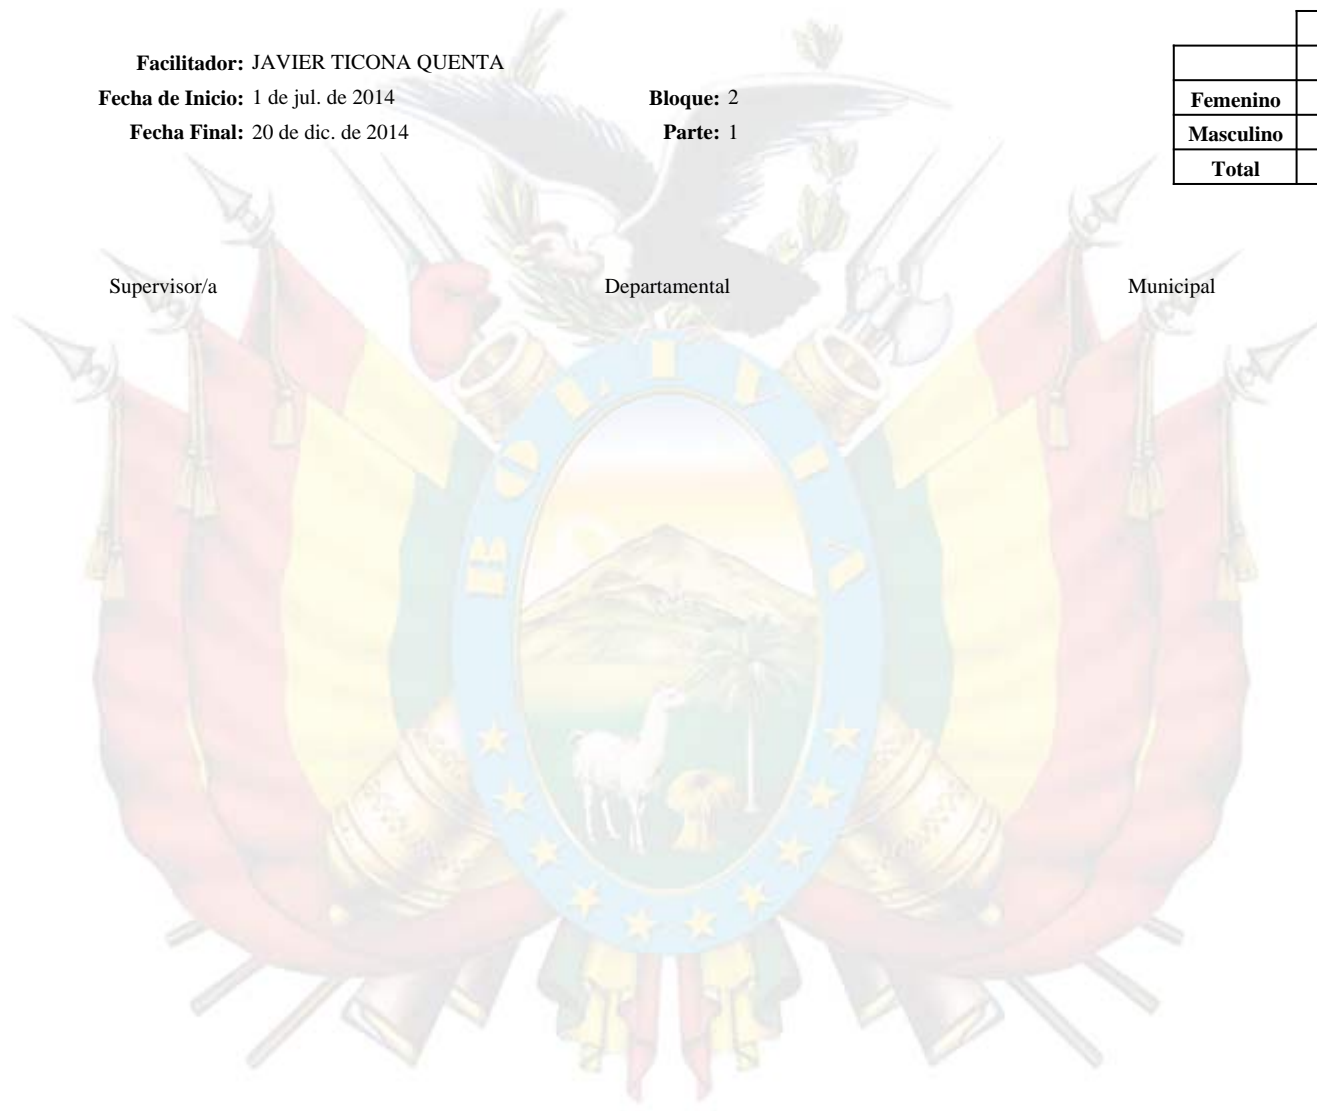 Facilitador: JAVIER TICONA QUENTA
Fecha de Inicio: 1 de jul. de 2014 Bloque: 2
Femenino
Fecha Final: 20 de dic. de 2014 Parte: 1
Masculino
Total
Supervisor/a Departamental Municipal
BOLIVIA